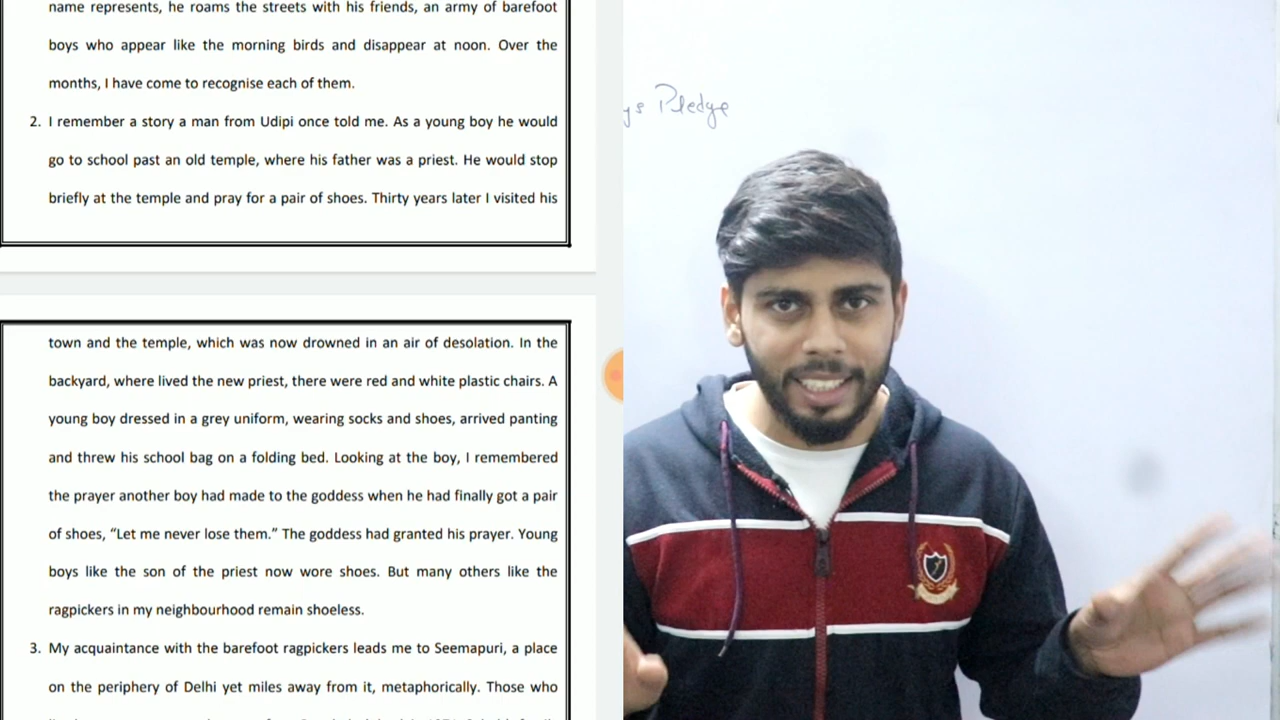 name represents, he roams the streets with his friends, an army of barefoot
boys who appear like the morning birds and disappear at noon. Over the
months, I have come to recognise each of them.
2. I remember a story a man from Udipi once told me. As a young boy he would
go to school past an old temple, where his father was a priest. He would stop
briefly at the temple and pray for a pair of shoes. Thirty years later I visited his
town and the temple, which was now drowned in an air of desolation. In the
backyard, where lived the new priest, there were red and white plastic chairs. A
young boy dressed in a grey uniform, wearing socks and shoes, arrived panting
and threw his school bag on a folding bed. Looking at the boy, I remembered
the prayer another boy had made to the goddess when he had finally got a pair
of shoes, “Let me never lose them.” The goddess had granted his prayer. Young
boys like the son of the priest now wore shoes. But many others like the
ragpickers in my neighbourhood remain shoeless.
3. My acquaintance with the barefoot ragpickers leads me to Seemapuri, a place
on the periphery of Delhi yet miles away from it, metaphorically. Those who
Pledge